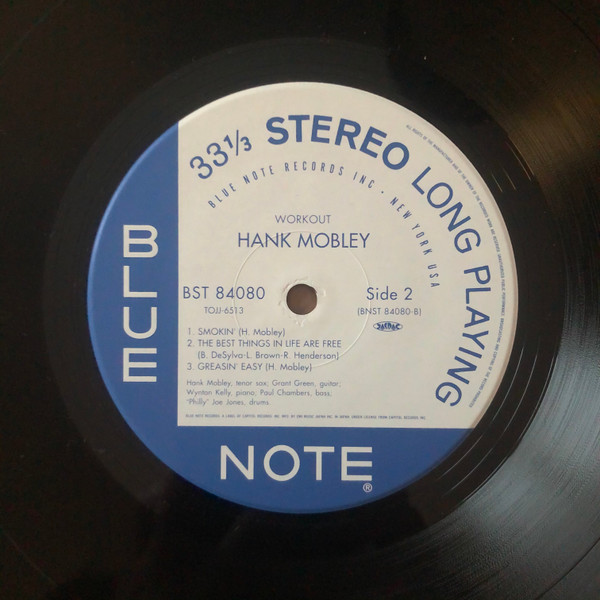 33⅓ STEREO LONG PLAYING
BLUE NOTE RECORDS INC · NEW YORK USA
WORKOUT
HANK MOBLEY
BST 84080
Side 2
TOJJ-6513
(BNST 84080-B)
1. SMOKIN' (H. Mobley)
2. THE BEST THINGS IN LIFE ARE FREE
(B. DeSylva-L. Brown-R. Henderson)
3. GREASIN' EASY (H. Mobley)
Hank Mobley, tenor sax, Grant Green, guitar,
Wynton Kelly, piano, Paul Chambers, bass,
"Philly" Joe Jones, drums.
BLUE
NOTE
®